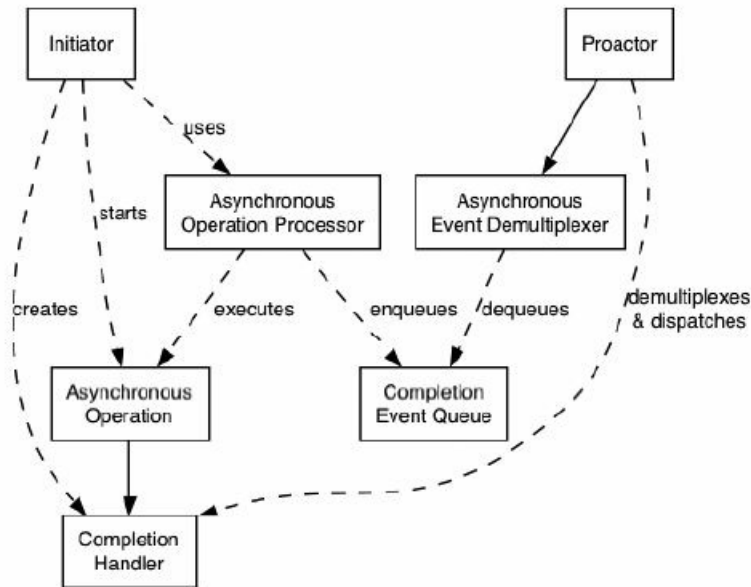 Initiator
Proactor
uses
Asynchronous
Operation Processor
Asynchronous
Event Demultiplexer
starts
creates
executes
enqueues
dequeues
demultiplexes
& dispatches
Asynchronous
Operation
Completion
Event Queue
Completion
Handler